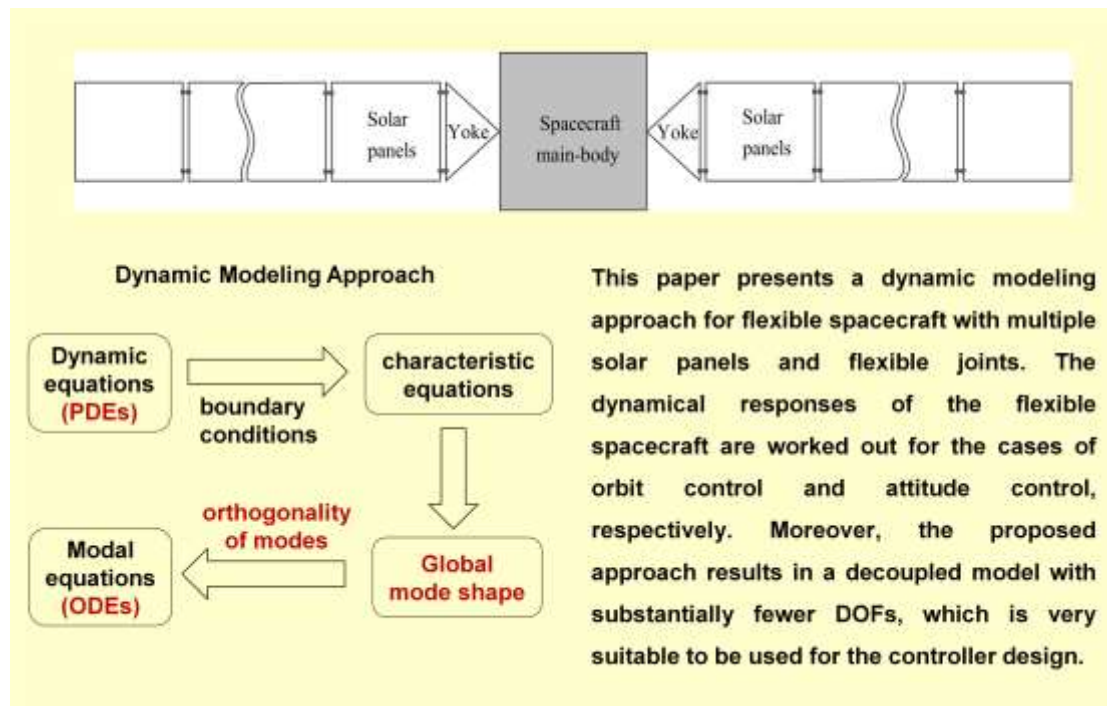 Solar
panels
Yoke
Spacecraft
main-body
Yoke
Solar
panels
Dynamic Modeling Approach
Dynamic
equations
(PDEs)
boundary
conditions
characteristic
equations
orthogonality
of modes
Global
mode shape
Modal
equations
(ODEs)
This paper presents a dynamic modeling
approach for flexible spacecraft with multiple
solar panels and flexible joints. The
dynamical responses of the flexible
spacecraft are worked out for the cases of
orbit control and attitude control,
respectively. Moreover, the proposed
approach results in a decoupled model with
substantially fewer DOFs, which is very
suitable to be used for the controller design.